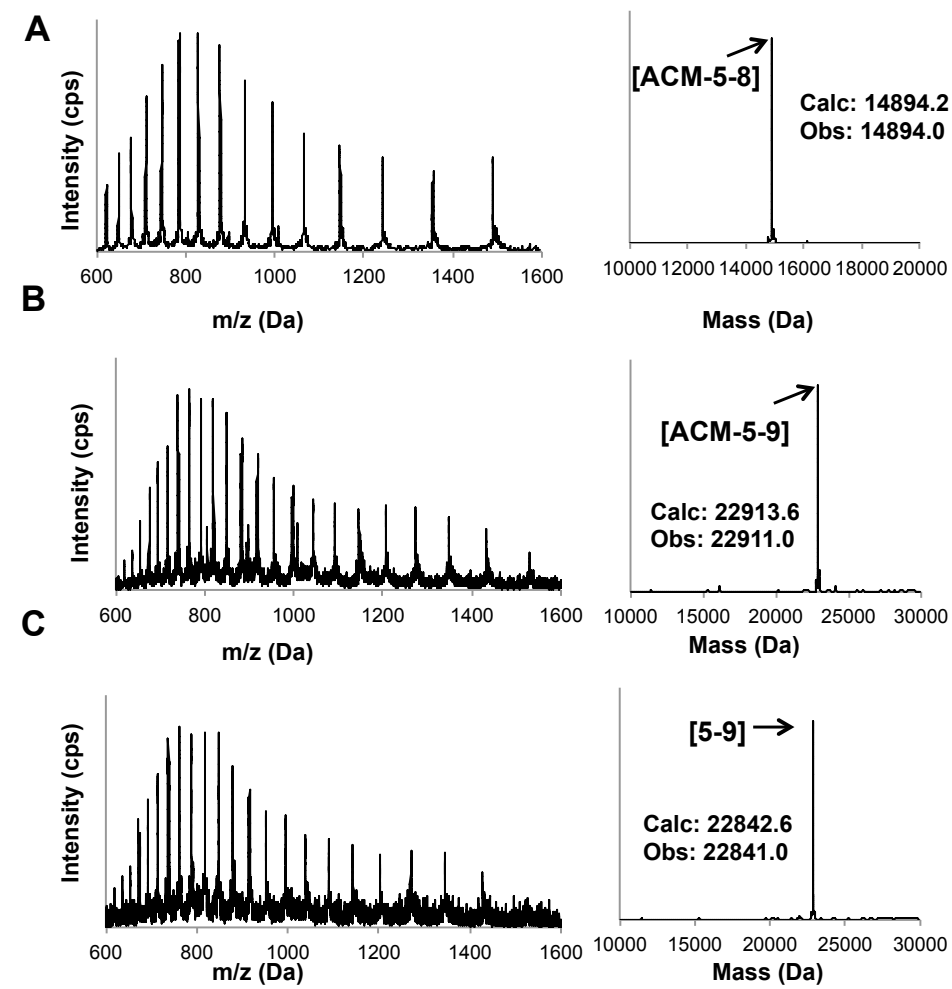 A
Intensity (cps)
600 800 1000 1200 1400 1600
m/z (Da)
[ACM-5-8]
Calc: 14894.2
Obs: 14894.0
10000 12000 14000 16000 18000 20000
Mass (Da)
B
Intensity (cps)
600 800 1000 1200 1400 1600
m/z (Da)
[ACM-5-9]
Calc: 22913.6
Obs: 22911.0
10000 15000 20000 25000 30000
Mass (Da)
C
Intensity (cps)
600 800 1000 1200 1400 1600
m/z (Da)
[5-9]
Calc: 22842.6
Obs: 22841.0
10000 15000 20000 25000 30000
Mass (Da)